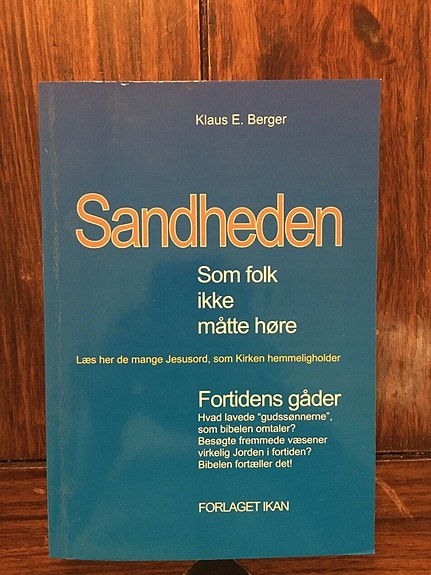 Klaus E. Berger
Sandheden
Som folk
ikke
måtte høre
Læs her de mange Jesusord, som Kirken hemmeligholder
Fortidens gåder
Hvad lavede "gudssønnerne",
som bibelen omtaler?
Besøgte fremmede væsener
virkelig Jorden i fortiden?
Bibelen fortæller det!
FORLAGET IKAN